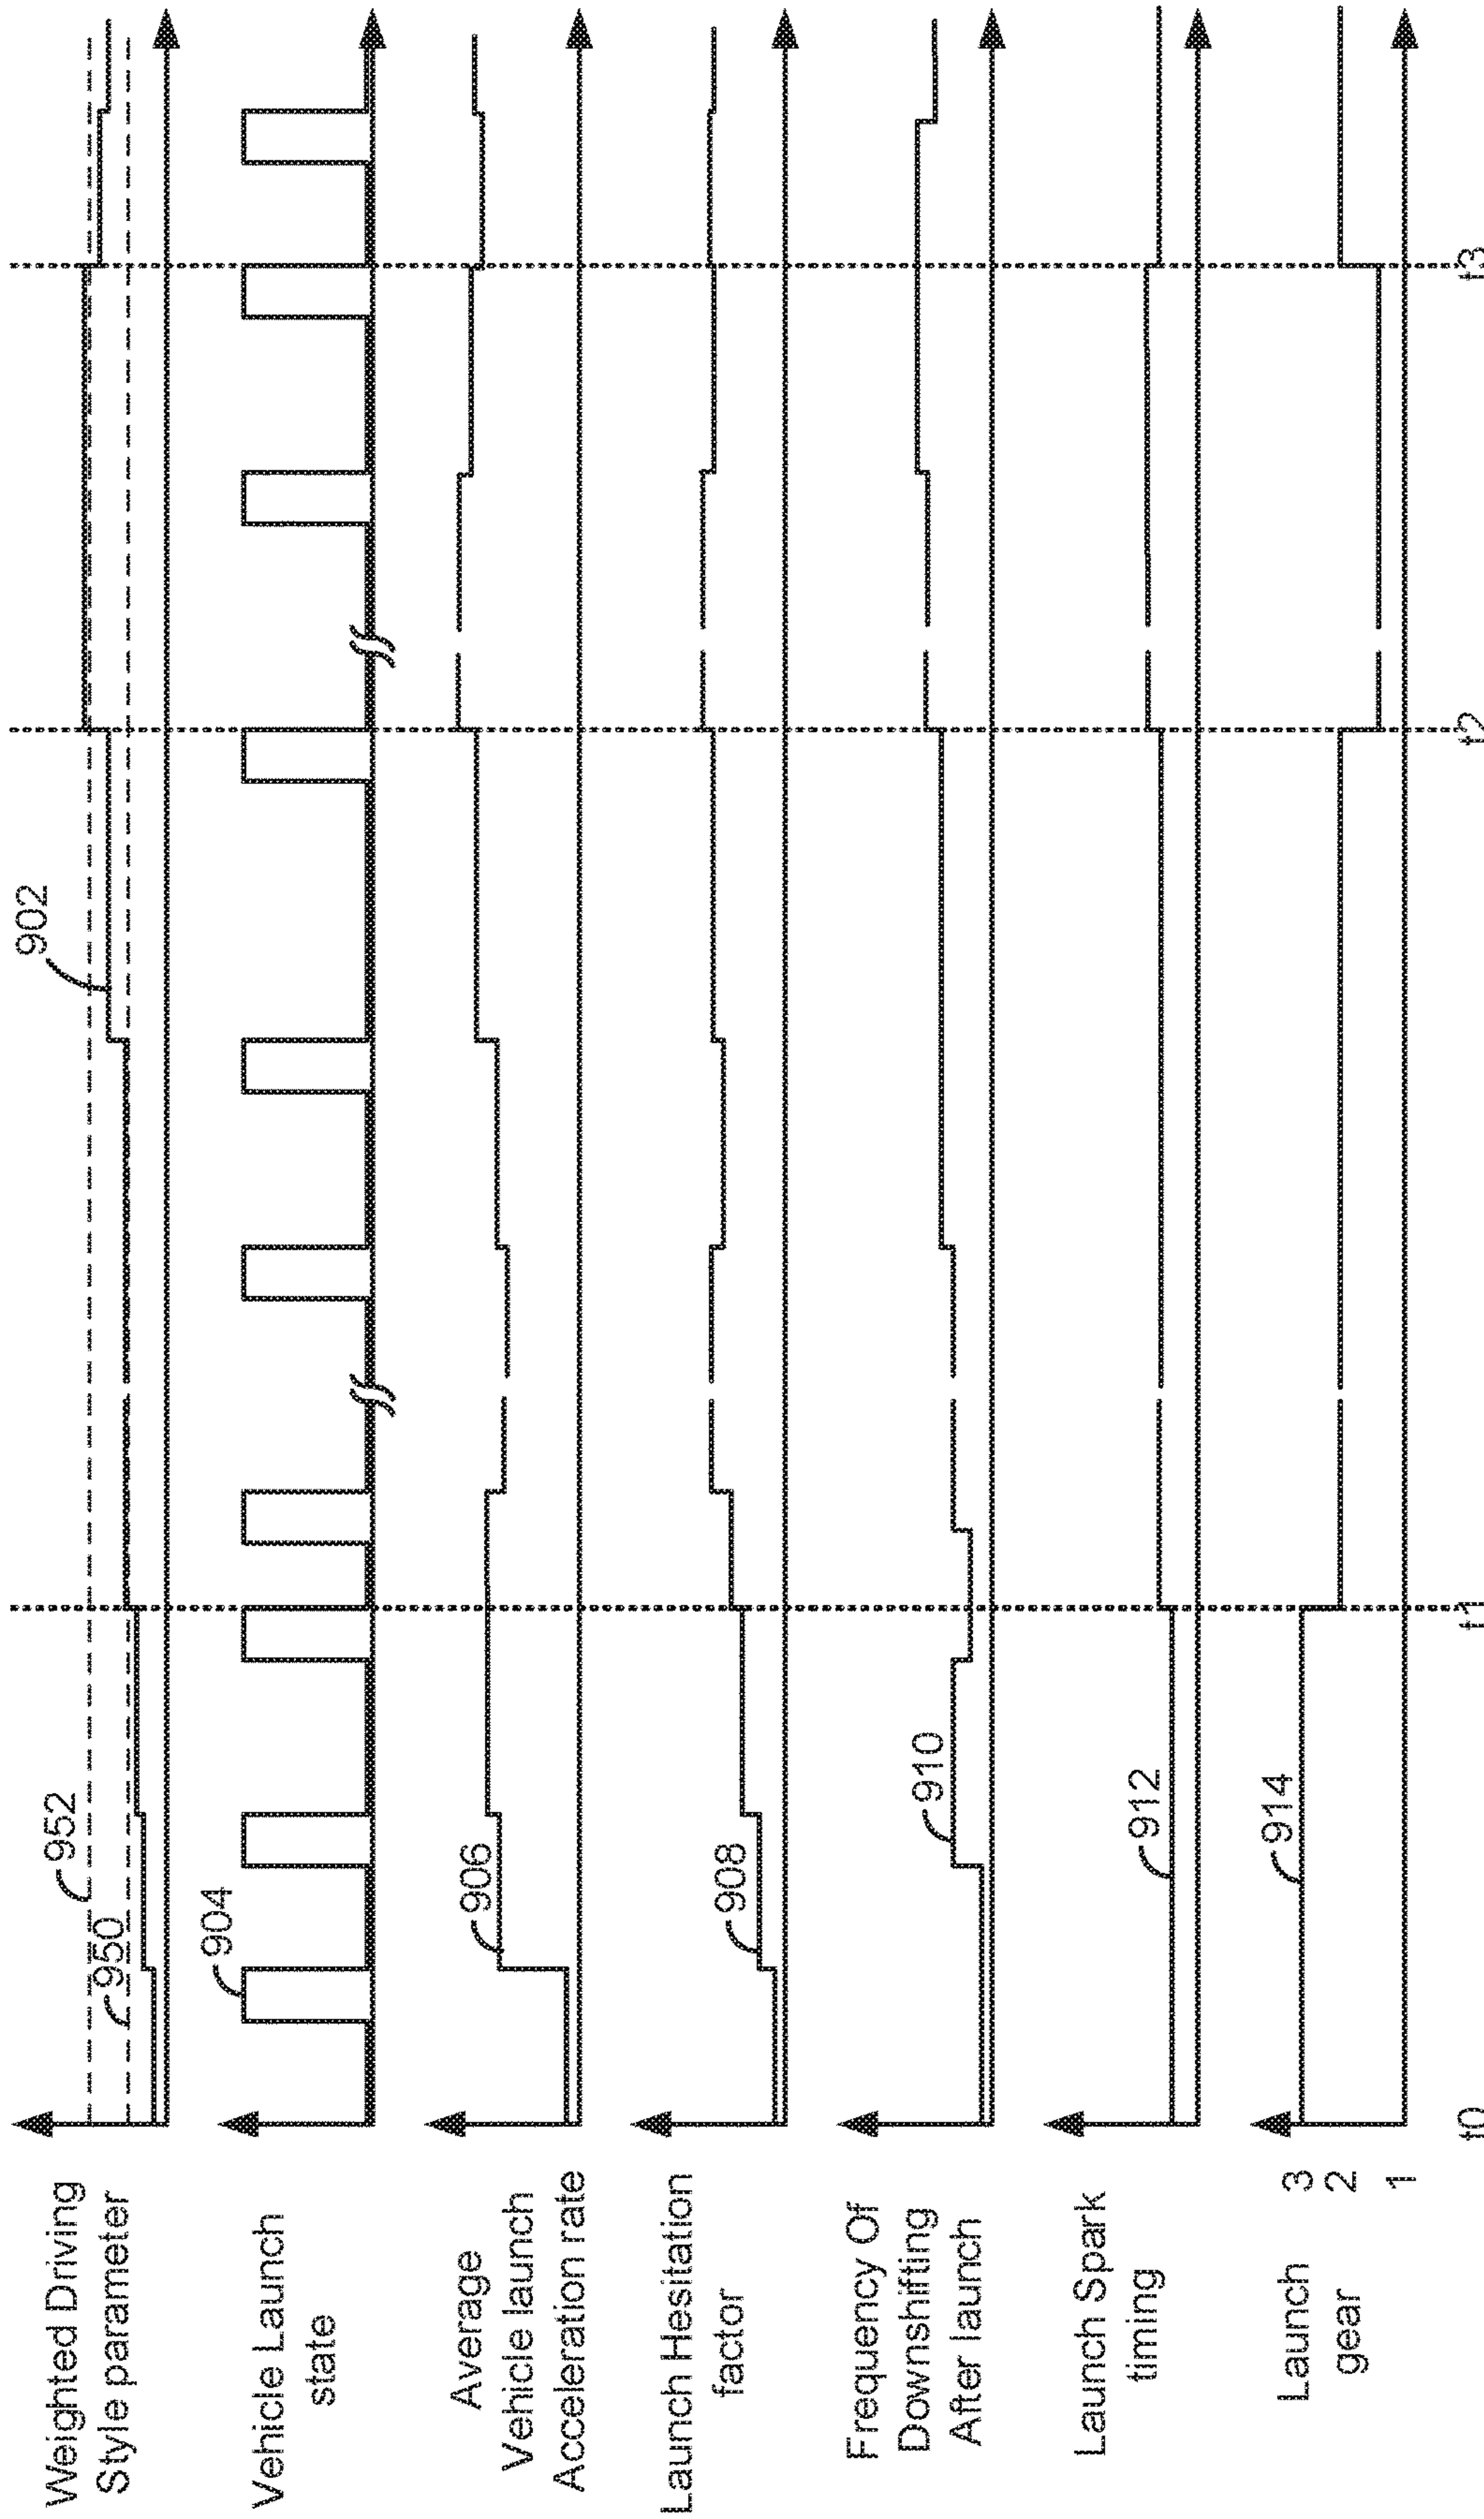 Weighted Driving
Style parameter
952
950
902
Vehicle Launch
state
904
Average
Vehicle launch
Acceleration rate
906
Launch Hesitation
factor
908
Frequency Of
Downshifting
After launch
910
Launch Spark
timing
912
Launch
gear
3
2
1
914
t0
t1
t2
t3